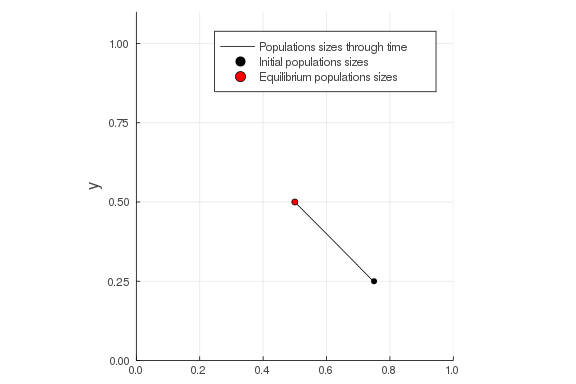 1.00
Populations sizes through time
Initial populations sizes
Equilibrium populations sizes
0.75
y
0.50
0.25
0.00
0.0 0.2 0.4 0.6 0.8 1.0